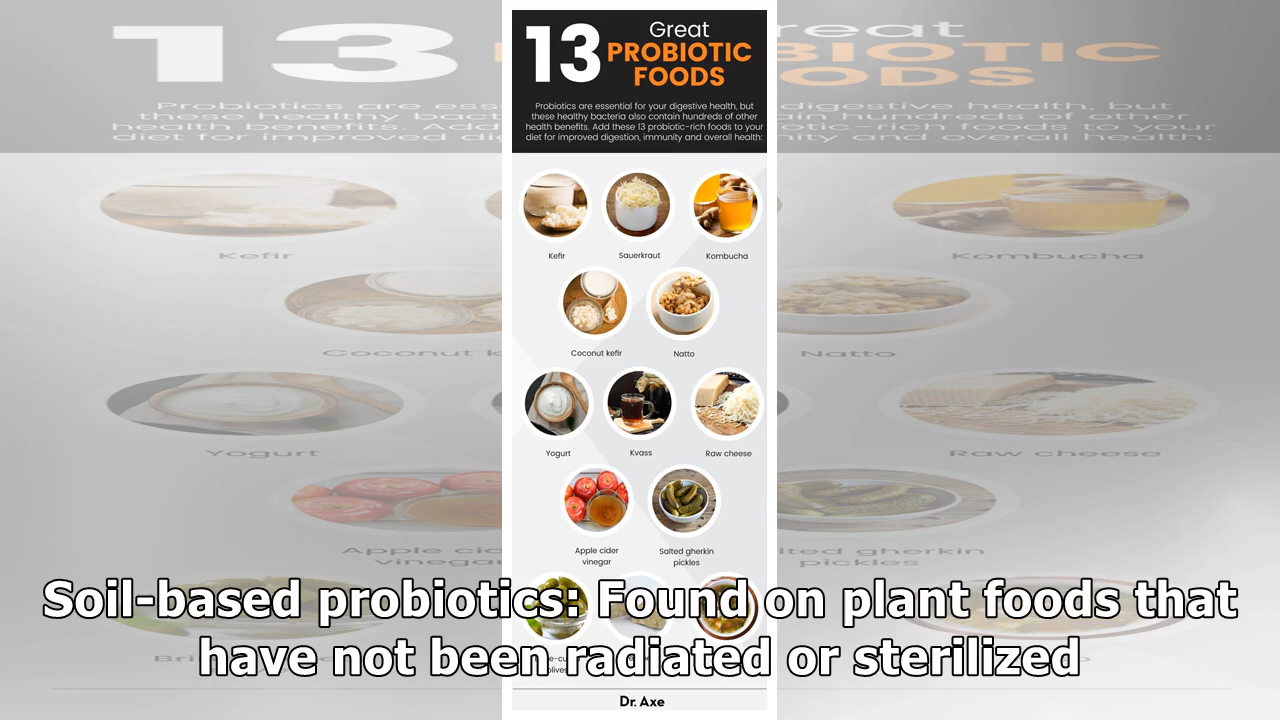 13
Great
PROBIOTIC
FOODS
Probiotics are essential for your digestive health, but
these healthy bacteria also contain hundreds of other
health benefits. Add these 13 probiotic-rich foods to your
diet for improved digestion, immunity and overall health:
Kefir
Sauerkraut
Kombucha
Coconut kefir
Natto
Yogurt
Kvass
Raw cheese
Apple cider
vinegar
Salted gherkin
pickles
Soil-based probiotics: Found on plant foods that
have not been radiated or sterilized
Dr. Axe